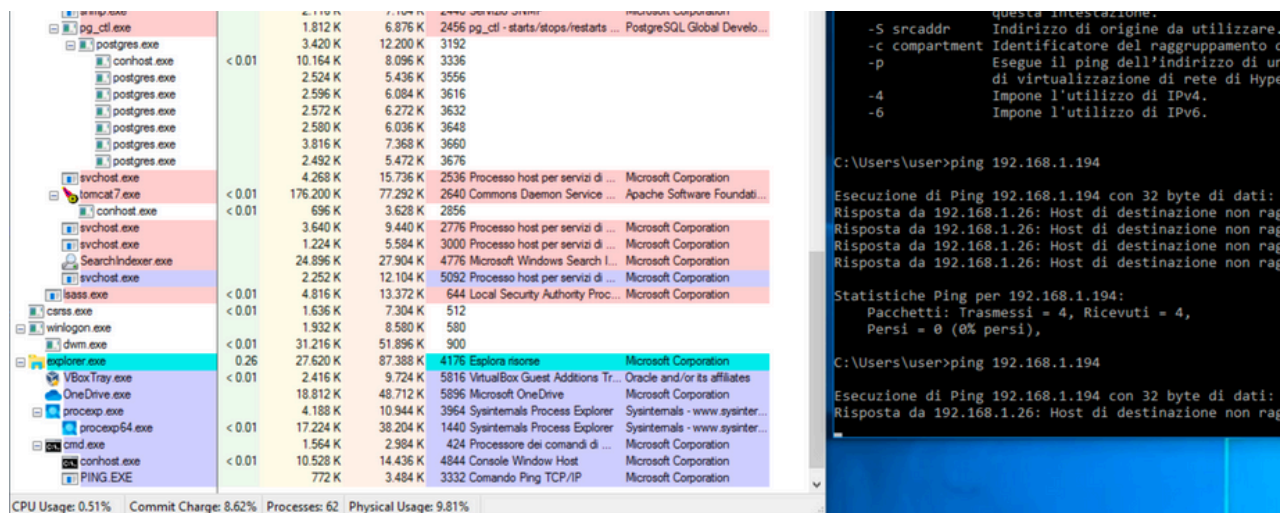 pg_ctl.exe 1.812 K 6.876 K 2456 pg_ctl - starts/stops/restarts ... PostgreSQL Global Develo...
postgres.exe 3.420 K 12.200 K 3192
conhost.exe < 0.01 10.164 K 8.096 K 3336
postgres.exe 2.524 K 5.436 K 3556
postgres.exe 2.596 K 6.084 K 3616
postgres.exe 2.572 K 6.272 K 3632
postgres.exe 2.580 K 6.036 K 3648
postgres.exe 3.816 K 7.368 K 3660
postgres.exe 2.492 K 5.472 K 3676
svchost.exe 4.268 K 15.736 K 2536 Processo host per servizi di ... Microsoft Corporation
tomcat7.exe < 0.01 176.200 K 77.292 K 2640 Commons Daemon Service ... Apache Software Foundati...
conhost.exe < 0.01 696 K 3.628 K 2856
svchost.exe 3.640 K 9.440 K 2776 Processo host per servizi di ... Microsoft Corporation
svchost.exe 1.224 K 5.584 K 3000 Processo host per servizi di ... Microsoft Corporation
SearchIndexer.exe 24.896 K 27.904 K 4776 Microsoft Windows Search I... Microsoft Corporation
svchost.exe 2.252 K 12.104 K 5092 Processo host per servizi di ... Microsoft Corporation
lsass.exe < 0.01 4.816 K 13.372 K 644 Local Security Authority Proc... Microsoft Corporation
csrss.exe < 0.01 1.636 K 7.304 K 512
winlogon.exe 1.932 K 8.580 K 580
dwm.exe < 0.01 31.216 K 51.896 K 900
explorer.exe 0.26 27.620 K 87.388 K 4176 Esplora risorse Microsoft Corporation
VBoxTray.exe < 0.01 2.416 K 9.724 K 5816 VirtualBox Guest Additions Tr... Oracle and/or its affiliates
OneDrive.exe 18.812 K 48.712 K 5896 Microsoft OneDrive Microsoft Corporation
procexp.exe 4.188 K 10.944 K 3964 Sysinternals Process Explorer Sysinternals - www.sysinter...
procexp64.exe < 0.01 17.224 K 38.204 K 1440 Sysinternals Process Explorer Sysinternals - www.sysinter...
cmd.exe 1.564 K 2.984 K 424 Processore dei comandi di ... Microsoft Corporation
conhost.exe < 0.01 10.528 K 14.436 K 4844 Console Window Host Microsoft Corporation
PING.EXE 772 K 3.484 K 3332 Comando Ping TCP/IP Microsoft Corporation
CPU Usage: 0.51% Commit Charge: 8.62% Processes: 62 Physical Usage: 9.81%
questa intestazione.
-S srcaddr Indirizzo di origine da utilizzare.
-c compartment Identificatore del raggruppamento
-p Esegue il ping dell'indirizzo di un
di virtualizzazione di rete di Hype
-4 Impone l'utilizzo di IPv4.
-6 Impone l'utilizzo di IPv6.
C:\Users\user>ping 192.168.1.194
Esecuzione di Ping 192.168.1.194 con 32 byte di dati:
Risposta da 192.168.1.26: Host di destinazione non rag
Risposta da 192.168.1.26: Host di destinazione non rag
Risposta da 192.168.1.26: Host di destinazione non rag
Risposta da 192.168.1.26: Host di destinazione non rag
Statistiche Ping per 192.168.1.194:
Pacchetti: Trasmessi = 4, Ricevuti = 4,
Persi = 0 (0% persi),
C:\Users\user>ping 192.168.1.194
Esecuzione di Ping 192.168.1.194 con 32 byte di dati:
Risposta da 192.168.1.26: Host di destinazione non rag